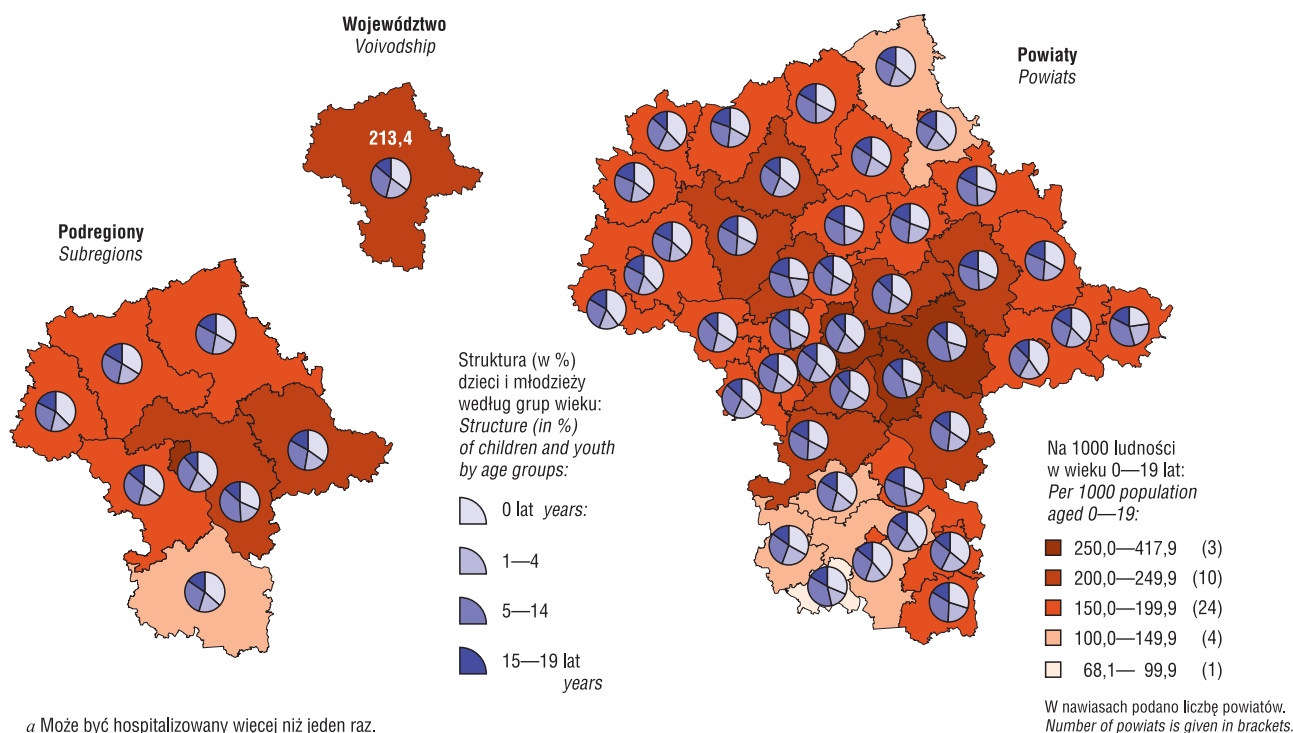 Województwo
Voivodship
213,4
Podregiony
Subregions
Powiaty
Powiats
Struktura (w %)
dzieci i młodzieży
według grup wieku:
Structure (in %)
of children and youth
by age groups:
0 lat years:
1—4
5—14
15—19 lat
years
Na 1000 ludności
w wieku 0—19 lat:
Per 1000 population
aged 0—19:
250,0—417,9 (3)
200,0—249,9 (10)
150,0—199,9 (24)
100,0—149,9 (4)
68,1— 99,9 (1)
W nawiasach podano liczbę powiatów.
Number of powiats is given in brackets.
a Może być hospitalizowany więcej niż jeden raz.